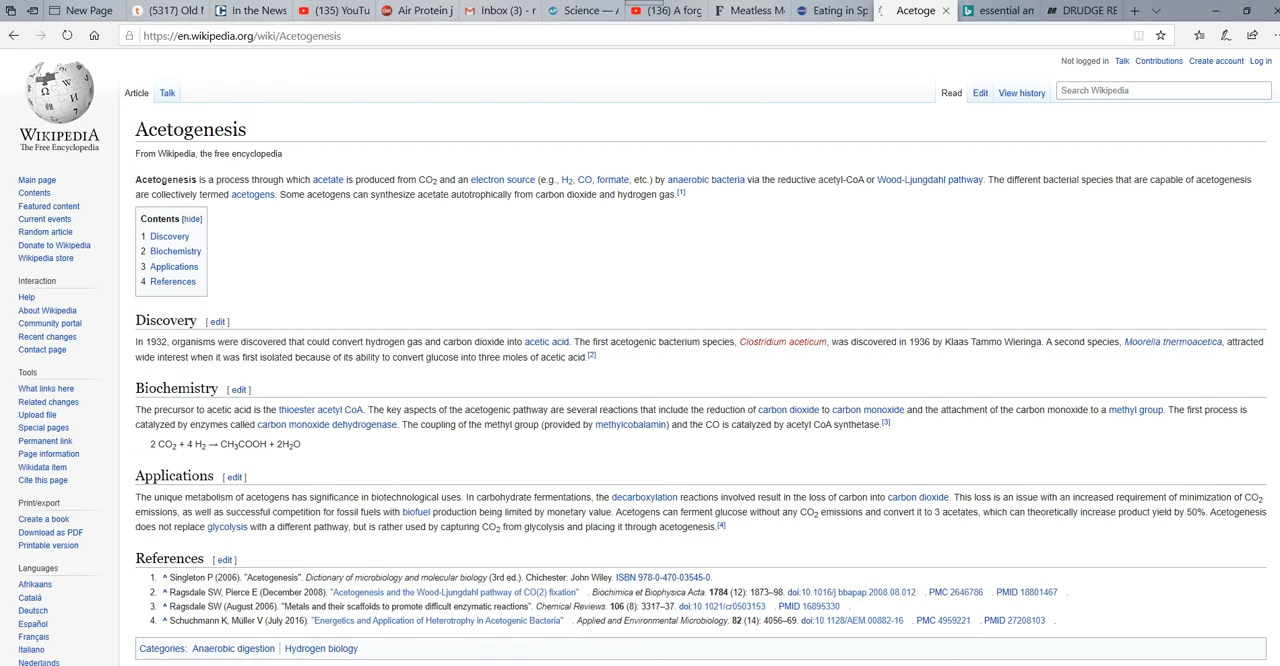 New Page
(5317) Old M
In the News
(135) YouTu
Air Protein j
Inbox (3) - r
Science — A
(136) A forg
Meatless M
Eating in Sp
Acetoge
essential am
DRUDGE RE
https://en.wikipedia.org/wiki/Acetogenesis
Not logged in Talk Contributions Create account Log in
Article Talk
Read Edit View history
Search Wikipedia
WIKIPEDIA
The Free Encyclopedia
Main page
Contents
Featured content
Current events
Random article
Donate to Wikipedia
Wikipedia store
Interaction
Help
About Wikipedia
Community portal
Recent changes
Contact page
Tools
What links here
Related changes
Upload file
Special pages
Permanent link
Page information
Wikidata item
Cite this page
Print/export
Create a book
Download as PDF
Printable version
Languages
Afrikaans
Català
Deutsch
Español
Français
Italiano
Nederlands
Acetogenesis
From Wikipedia, the free encyclopedia
Acetogenesis is a process through which acetate is produced from CO2 and an electron source (e.g., H2, CO, formate, etc.) by anaerobic bacteria via the reductive acetyl-CoA or Wood-Ljungdahl pathway. The different bacterial species that are capable of acetogenesis
are collectively termed acetogens. Some acetogens can synthesize acetate autotrophically from carbon dioxide and hydrogen gas.[1]
Contents [hide]
1 Discovery
2 Biochemistry
3 Applications
4 References
Discovery [ edit ]
In 1932, organisms were discovered that could convert hydrogen gas and carbon dioxide into acetic acid. The first acetogenic bacterium species, Clostridium aceticum, was discovered in 1936 by Klaas Tammo Wieringa. A second species, Moorella thermoacetica, attracted
wide interest when it was first isolated because of its ability to convert glucose into three moles of acetic acid.[2]
Biochemistry [ edit ]
The precursor to acetic acid is the thioester acetyl CoA. The key aspects of the acetogenic pathway are several reactions that include the reduction of carbon dioxide to carbon monoxide and the attachment of the carbon monoxide to a methyl group. The first process is
catalyzed by enzymes called carbon monoxide dehydrogenase. The coupling of the methyl group (provided by methylcobalamin) and the CO is catalyzed by acetyl CoA synthetase.[3]
2 CO2 + 4 H2 → CH3COOH + 2H2O
Applications [ edit ]
The unique metabolism of acetogens has significance in biotechnological uses. In carbohydrate fermentations, the decarboxylation reactions involved result in the loss of carbon into carbon dioxide. This loss is an issue with an increased requirement of minimization of CO2
emissions, as well as successful competition for fossil fuels with biofuel production being limited by monetary value. Acetogens can ferment glucose without any CO2 emissions and convert it to 3 acetates, which can theoretically increase product yield by 50%. Acetogenesis
does not replace glycolysis with a different pathway, but is rather used by capturing CO2 from glycolysis and placing it through acetogenesis.[4]
References [ edit ]
1. ^ Singleton P (2006). "Acetogenesis". Dictionary of microbiology and molecular biology (3rd ed.). Chichester: John Wiley. ISBN 978-0-470-03545-0.
2. ^ Ragsdale SW, Pierce E (December 2008). "Acetogenesis and the Wood-Ljungdahl pathway of CO(2) fixation" . Biochimica et Biophysica Acta. 1784 (12): 1873–98. doi:10.1016/j.bbapap.2008.08.012 . PMC 2646786 . PMID 18801467 .
3. ^ Ragsdale SW (August 2006). "Metals and their scaffolds to promote difficult enzymatic reactions". Chemical Reviews. 106 (8): 3317–37. doi:10.1021/cr0503153 . PMID 16895330 .
4. ^ Schuchmann K, Müller V (July 2016). "Energetics and Application of Heterotrophy in Acetogenic Bacteria" . Applied and Environmental Microbiology. 82 (14): 4056–69. doi:10.1128/AEM.00882-16 . PMC 4959221 . PMID 27208103 .
Categories: Anaerobic digestion | Hydrogen biology